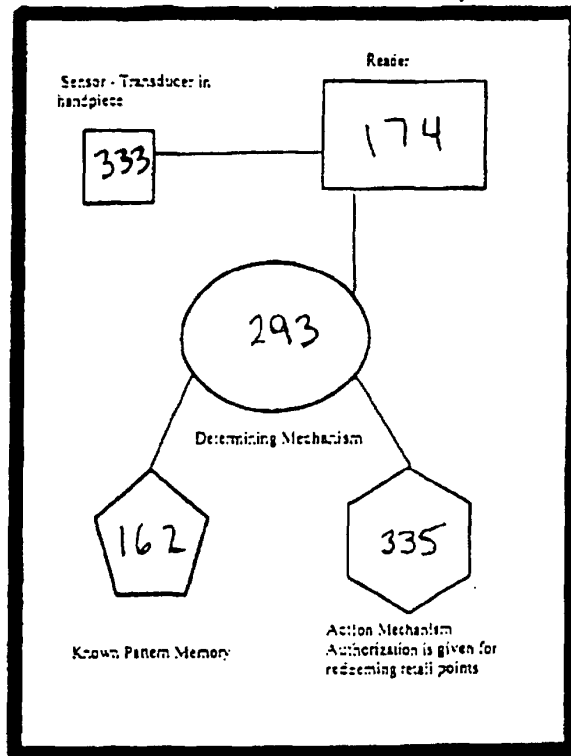 Reader
Sensor - Transducer in
handpiece
333
174
293
Determining Mechanism
162
335
Known Pattern Memory
Action Mechanism
Authorization is given for
redeeming retail points